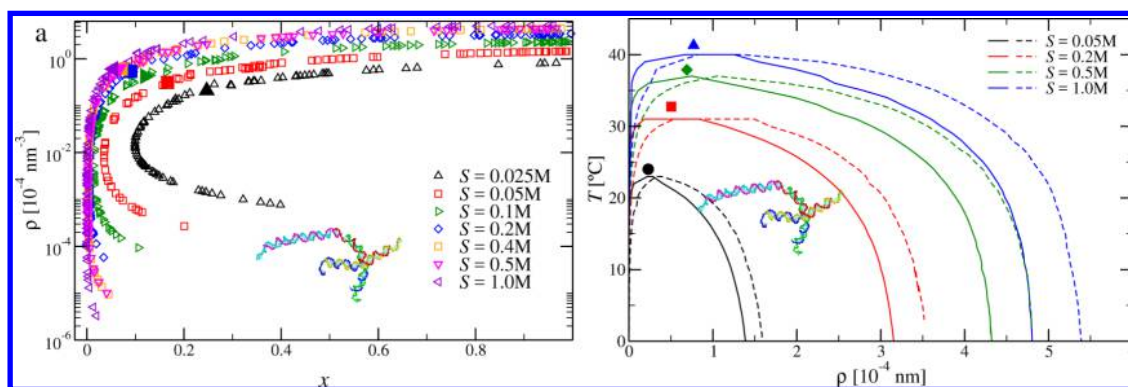 a
10⁰
10⁻²
10⁻⁴
10⁻⁶
ρ [10⁻⁴ nm⁻³]
0
0.2
0.4
0.6
0.8
x
S = 0.025M
S = 0.05M
S = 0.1M
S = 0.2M
S = 0.4M
S = 0.5M
S = 1.0M
40
30
20
10
0
T [ºC]
0
1
2
3
4
5
ρ [10⁻⁴ nm]
S = 0.05M
S = 0.2M
S = 0.5M
S = 1.0M